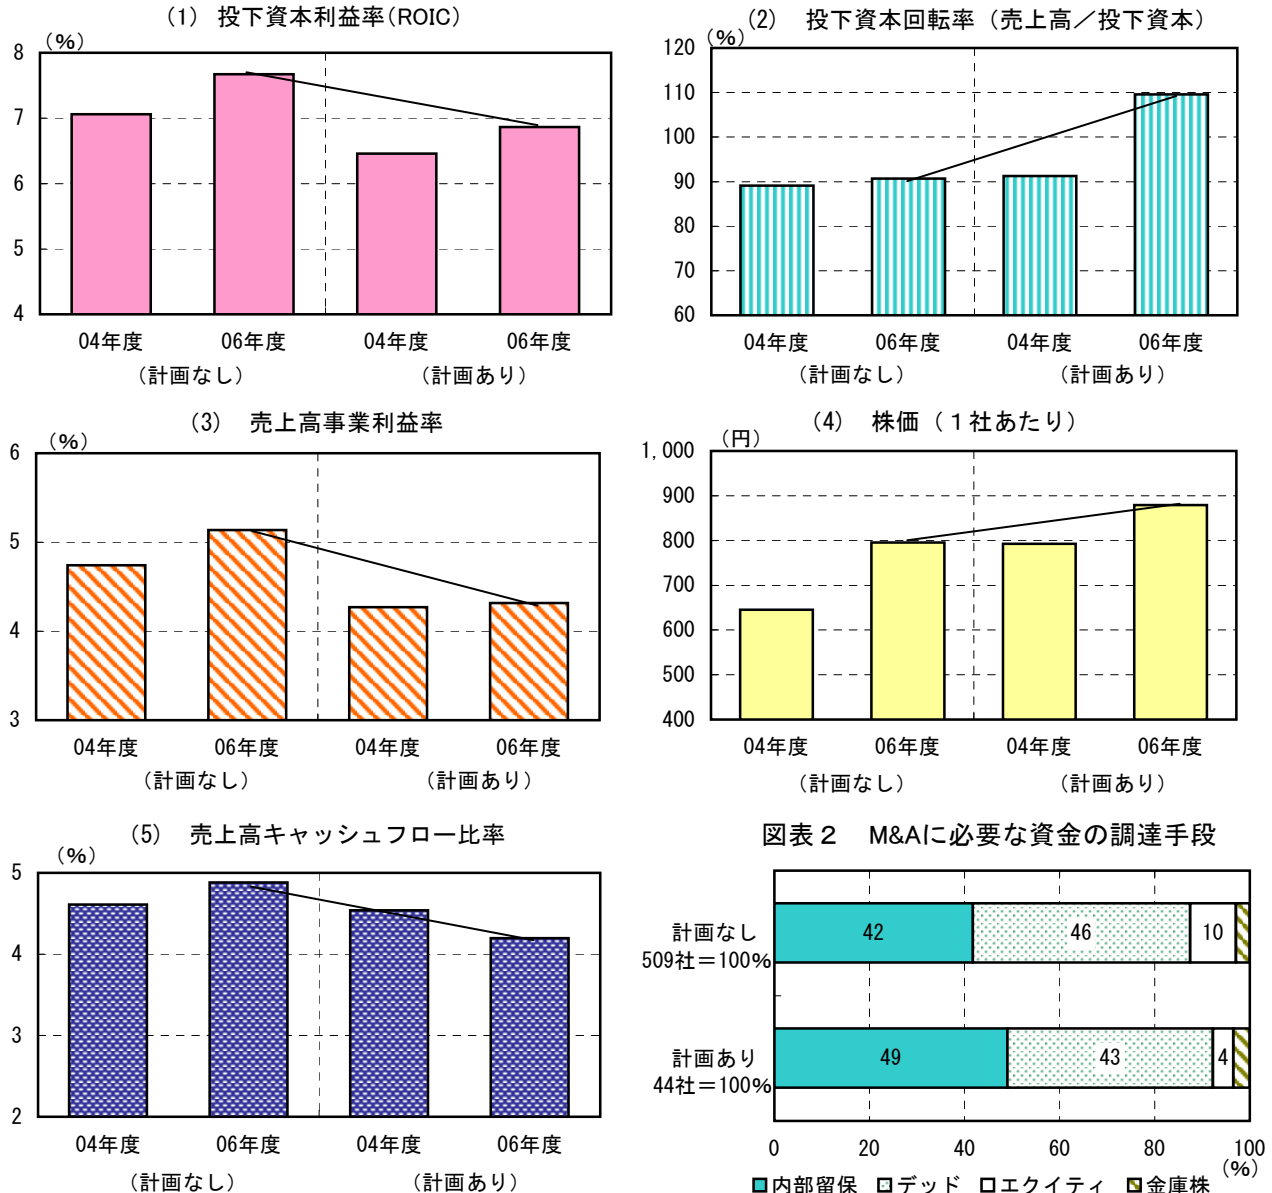 (1) 投下資本利益率(ROIC)
(%)
8
7
6
5
4
04年度 06年度 04年度 06年度
(計画なし) (計画あり)
(2) 投下資本回転率（売上高／投下資本）
(%)
120
110
100
90
80
70
60
04年度 06年度 04年度 06年度
(計画なし) (計画あり)
(3) 売上高事業利益率
(%)
6
5
4
3
04年度 06年度 04年度 06年度
(計画なし) (計画あり)
(4) 株価（１社あたり）
(円)
1,000
900
800
700
600
500
400
04年度 06年度 04年度 06年度
(計画なし) (計画あり)
(5) 売上高キャッシュフロー比率
(%)
5
4
3
2
04年度 06年度 04年度 06年度
(計画なし) (計画あり)
図表２ M&Aに必要な資金の調達手段
計画なし
509社＝100%
42 46 10
計画あり
44社＝100%
49 43 4
0 20 40 60 80 100
(%)
内部留保 デッド エクイティ 金庫株